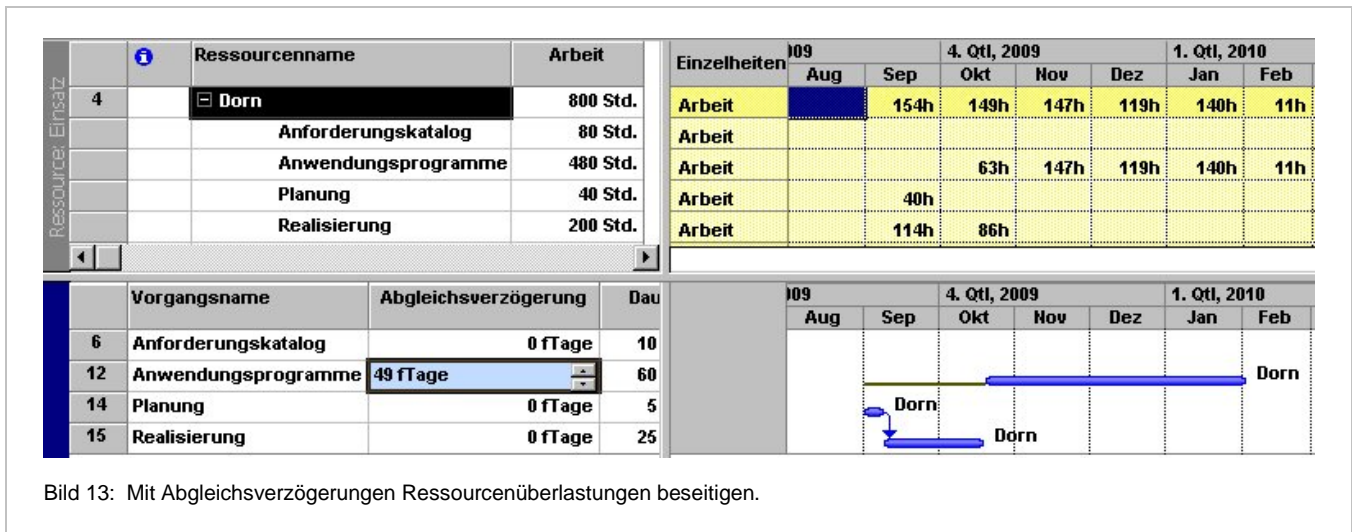 Ressource: Einsatz
Ressourcenname Arbeit Einzelheiten 009 4. Qtl, 2009 1. Qtl, 2010
Aug Sep Okt Nov Dez Jan Feb
4 Dorn 800 Std. Arbeit 154h 149h 147h 119h 140h 11h
Anforderungskatalog 80 Std. Arbeit
Anwendungsprogramme 480 Std. Arbeit 63h 147h 119h 140h 11h
Planung 40 Std. Arbeit 40h
Realisierung 200 Std. Arbeit 114h 86h
Vorgangsname Abgleichsverzögerung Dau 009 4. Qtl, 2009 1. Qtl, 2010
Aug Sep Okt Nov Dez Jan Feb
6 Anforderungskatalog 0 fTage 10
12 Anwendungsprogramme 49 fTage 60 Dorn
14 Planung 0 fTage 5 Dorn
15 Realisierung 0 fTage 25 Dorn
Bild 13: Mit Abgleichsverzögerungen Ressourcenüberlastungen beseitigen.